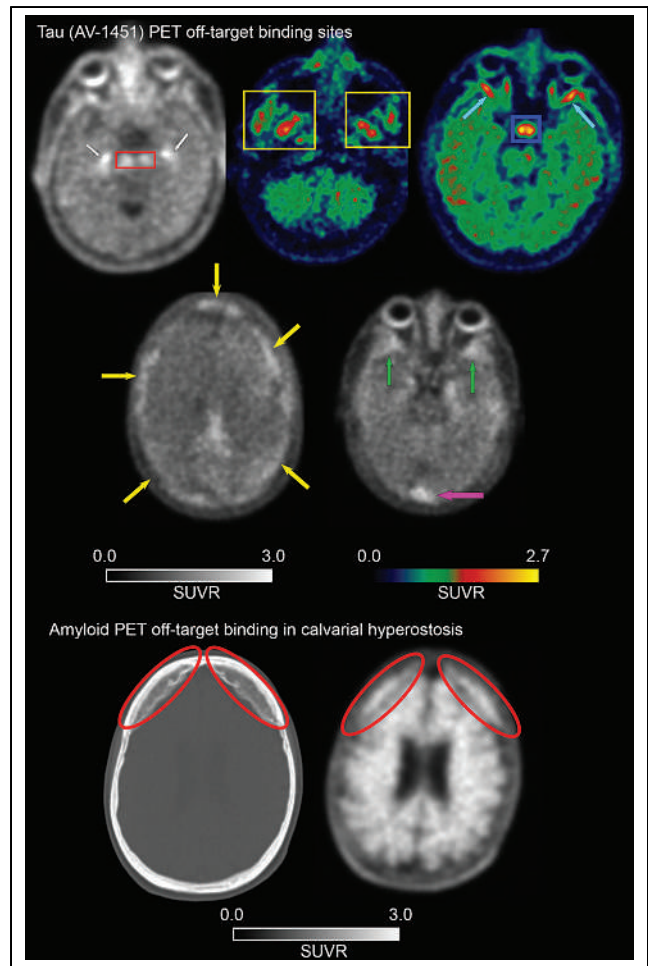 Tau (AV-1451) PET off-target binding sites
0.0 3.0
SUVR
0.0 2.7
SUVR
Amyloid PET off-target binding in calvarial hyperostosis
0.0 3.0
SUVR